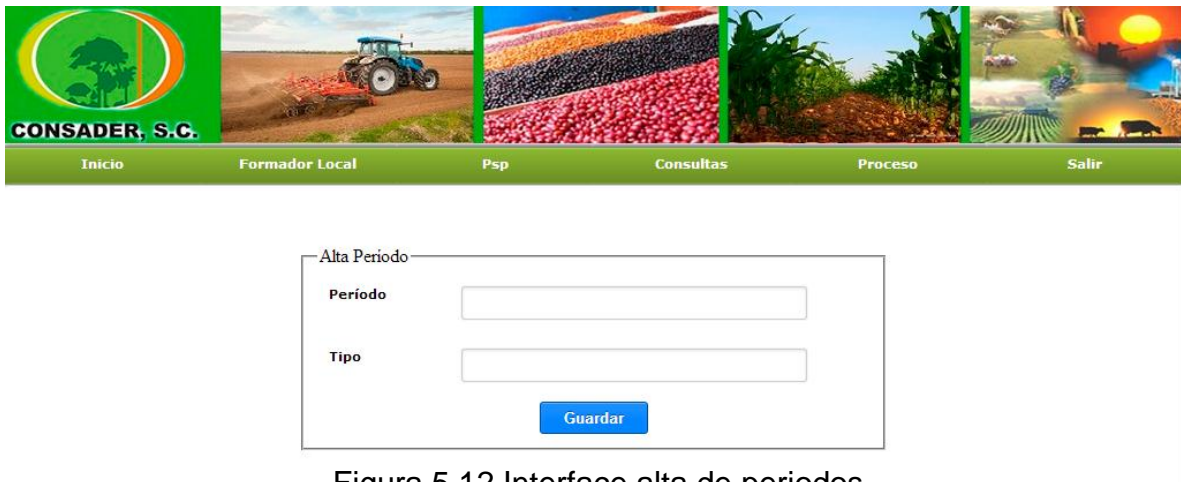 CONSADER, S.C.
Inicio Formador Local Psp Consultas Proceso Salir
Alta Período
Período
Tipo
Guardar
Figura 5.12 Interface alta de periodos